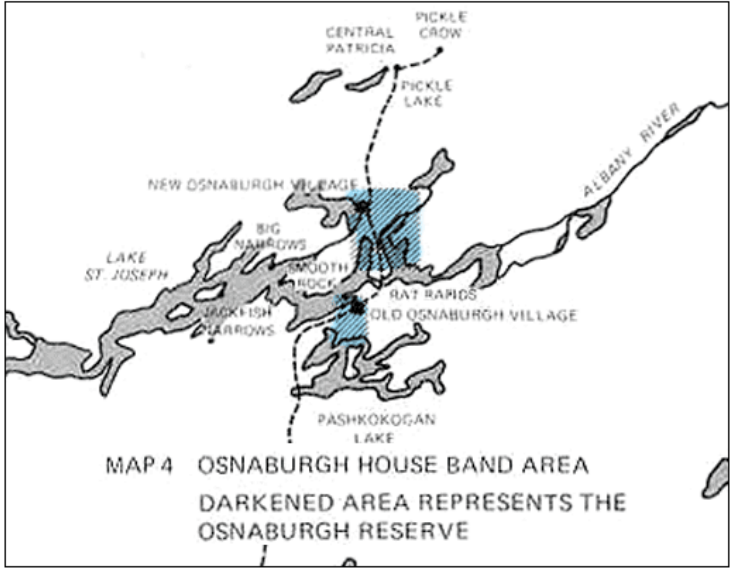 PICKLE
CROW
CENTRAL
PATRICIA
PICKLE
LAKE
ALBANY RIVER
NEW OSNABURGH VILLAGE
BIG
NARROWS
LAKE
ST. JOSEPH
SMOOTH
ROCK
RAT RAPIDS
JACKFISH
NARROWS
OLD OSNABURGH VILLAGE
PASHKOKOGAN
LAKE
MAP 4 OSNABURGH HOUSE BAND AREA
DARKENED AREA REPRESENTS THE
OSNABURGH RESERVE